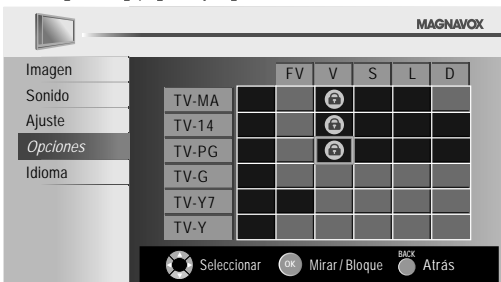 MAGNAVOX
Imagen
Sonido
Ajuste
Opciones
Idioma
FV V S L D
TV-MA
TV-14
TV-PG
TV-G
TV-Y7
TV-Y
Seleccionar OK Mirar / Bloque BACK Atrás